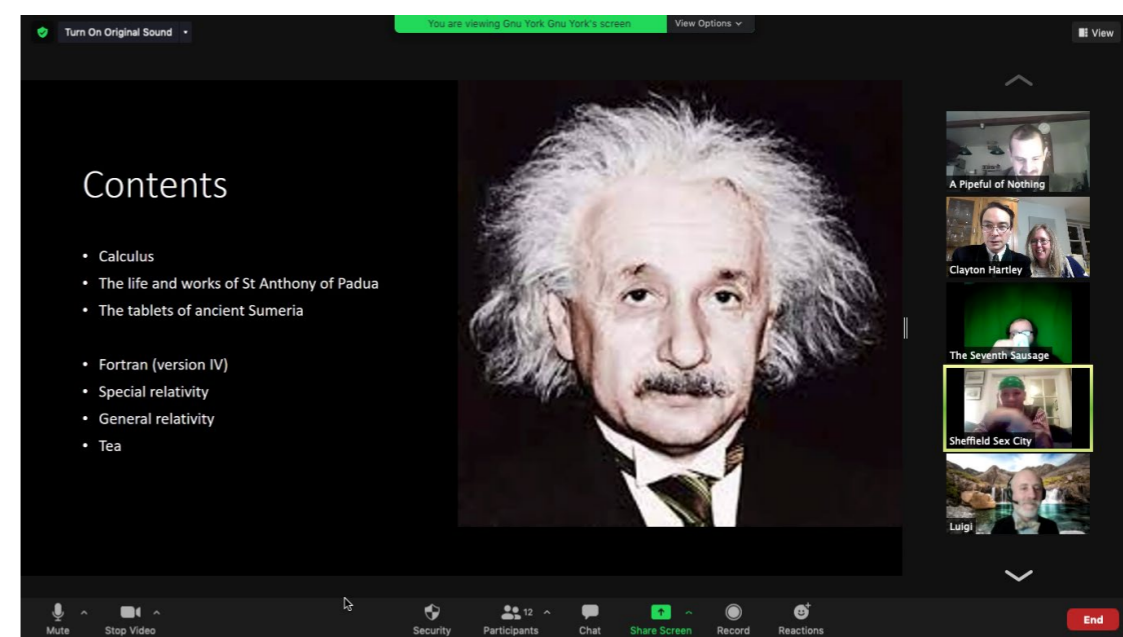 Turn On Original Sound
You are viewing Gnu York Gnu York's screen
View Options
View
Contents
• Calculus
• The life and works of St Anthony of Padua
• The tablets of ancient Sumeria
• Fortran (version IV)
• Special relativity
• General relativity
• Tea
A Pipeful of Nothing
Clayton Hartley
The Seventh Sausage
Sheffield Sex City
Luigi
Mute
Stop Video
Security
12
Participants
Chat
Share Screen
Record
Reactions
End